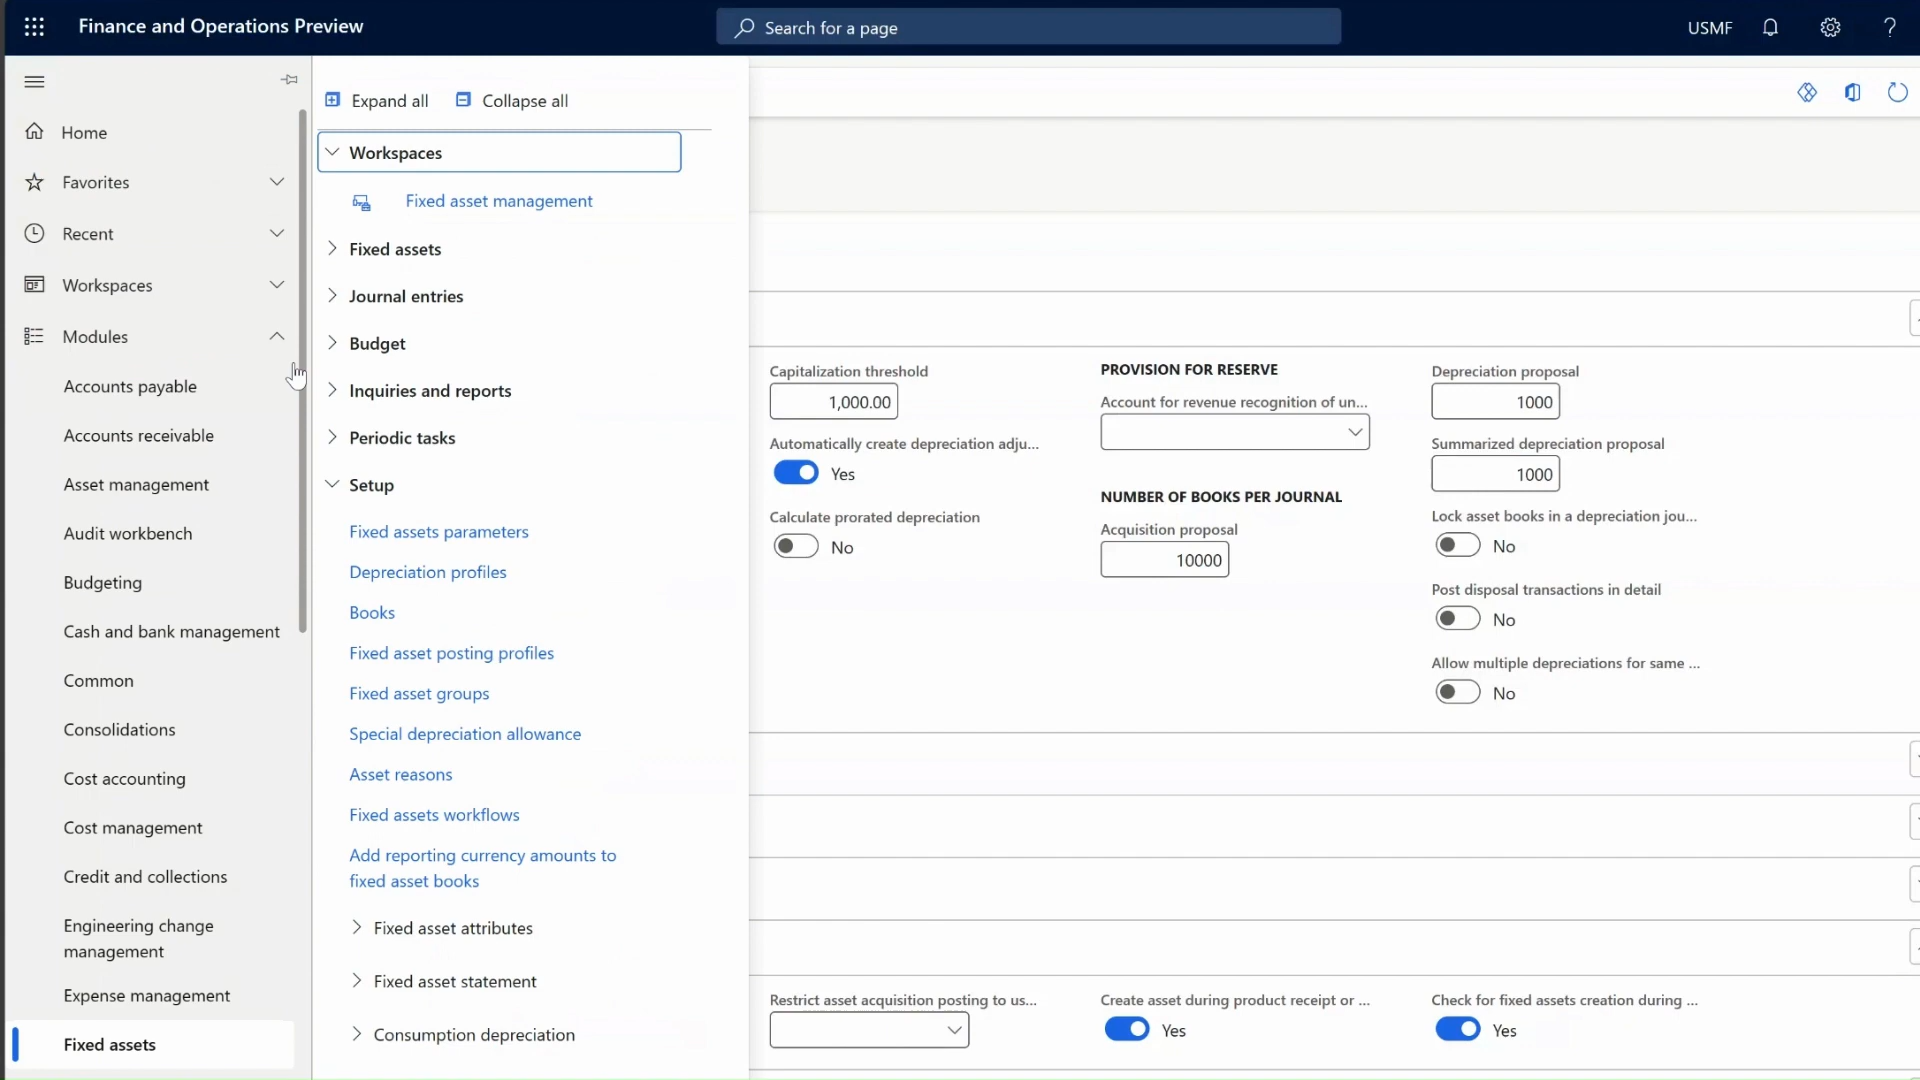 Finance and Operations Preview
Search for a page
USMF
?
Home
Favorites
Recent
Workspaces
Modules
Accounts payable
Accounts receivable
Asset management
Audit workbench
Budgeting
Cash and bank management
Common
Consolidations
Cost accounting
Cost management
Credit and collections
Engineering change
management
Expense management
Fixed assets
Expand all
Collapse all
Workspaces
Fixed asset management
Fixed assets
Journal entries
Budget
Inquiries and reports
Periodic tasks
Setup
Fixed assets parameters
Depreciation profiles
Books
Fixed asset posting profiles
Fixed asset groups
Special depreciation allowance
Asset reasons
Fixed assets workflows
Add reporting currency amounts to
fixed asset books
Fixed asset attributes
Fixed asset statement
Consumption depreciation
Capitalization threshold
1,000.00
Automatically create depreciation adju...
Yes
Calculate prorated depreciation
No
PROVISION FOR RESERVE
Account for revenue recognition of un...
NUMBER OF BOOKS PER JOURNAL
Acquisition proposal
10000
Depreciation proposal
1000
Summarized depreciation proposal
1000
Lock asset books in a depreciation jou...
No
Post disposal transactions in detail
No
Allow multiple depreciations for same ...
No
Restrict asset acquisition posting to us...
Create asset during product receipt or ...
Yes
Check for fixed assets creation during ...
Yes